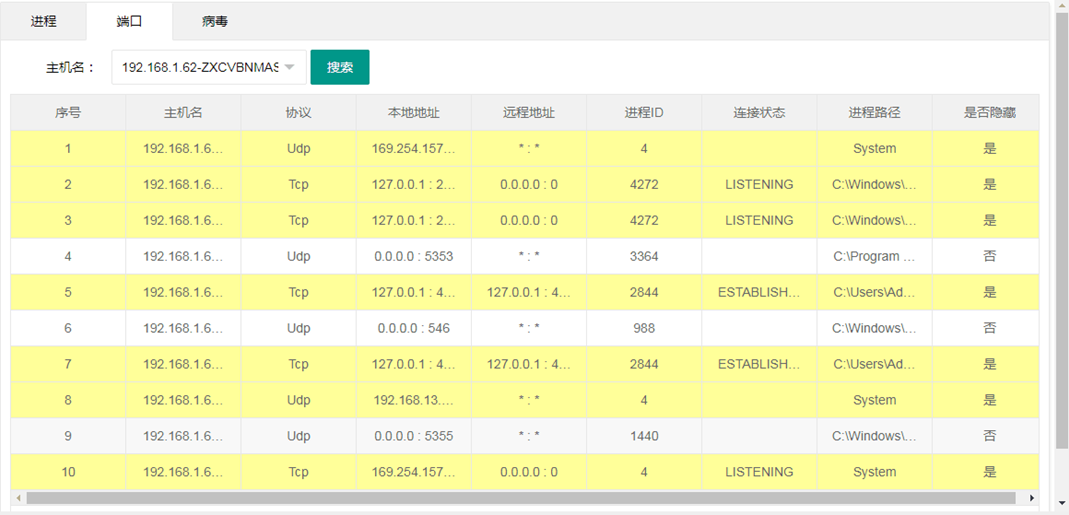 进程 端口 病毒
主机名： 192.168.1.62-ZXCVBNMAS 搜索
序号 主机名 协议 本地地址 远程地址 进程ID 连接状态 进程路径 是否隐藏
1 192.168.1.6... Udp 169.254.157... * : * 4 System 是
2 192.168.1.6... Tcp 127.0.0.1 : 2... 0.0.0.0 : 0 4272 LISTENING C:\Windows\... 是
3 192.168.1.6... Tcp 127.0.0.1 : 2... 0.0.0.0 : 0 4272 LISTENING C:\Windows\... 是
4 192.168.1.6... Udp 0.0.0.0 : 5353 * : * 3364 C:\Program ... 否
5 192.168.1.6... Tcp 127.0.0.1 : 4... 127.0.0.1 : 4... 2844 ESTABLISH... C:\Users\Ad... 是
6 192.168.1.6... Udp 0.0.0.0 : 546 * : * 988 C:\Windows\... 否
7 192.168.1.6... Tcp 127.0.0.1 : 4... 127.0.0.1 : 4... 2844 ESTABLISH... C:\Users\Ad... 是
8 192.168.1.6... Udp 192.168.13.... * : * 4 System 是
9 192.168.1.6... Udp 0.0.0.0 : 5355 * : * 1440 C:\Windows\... 否
10 192.168.1.6... Tcp 169.254.157... 0.0.0.0 : 0 4 LISTENING System 是